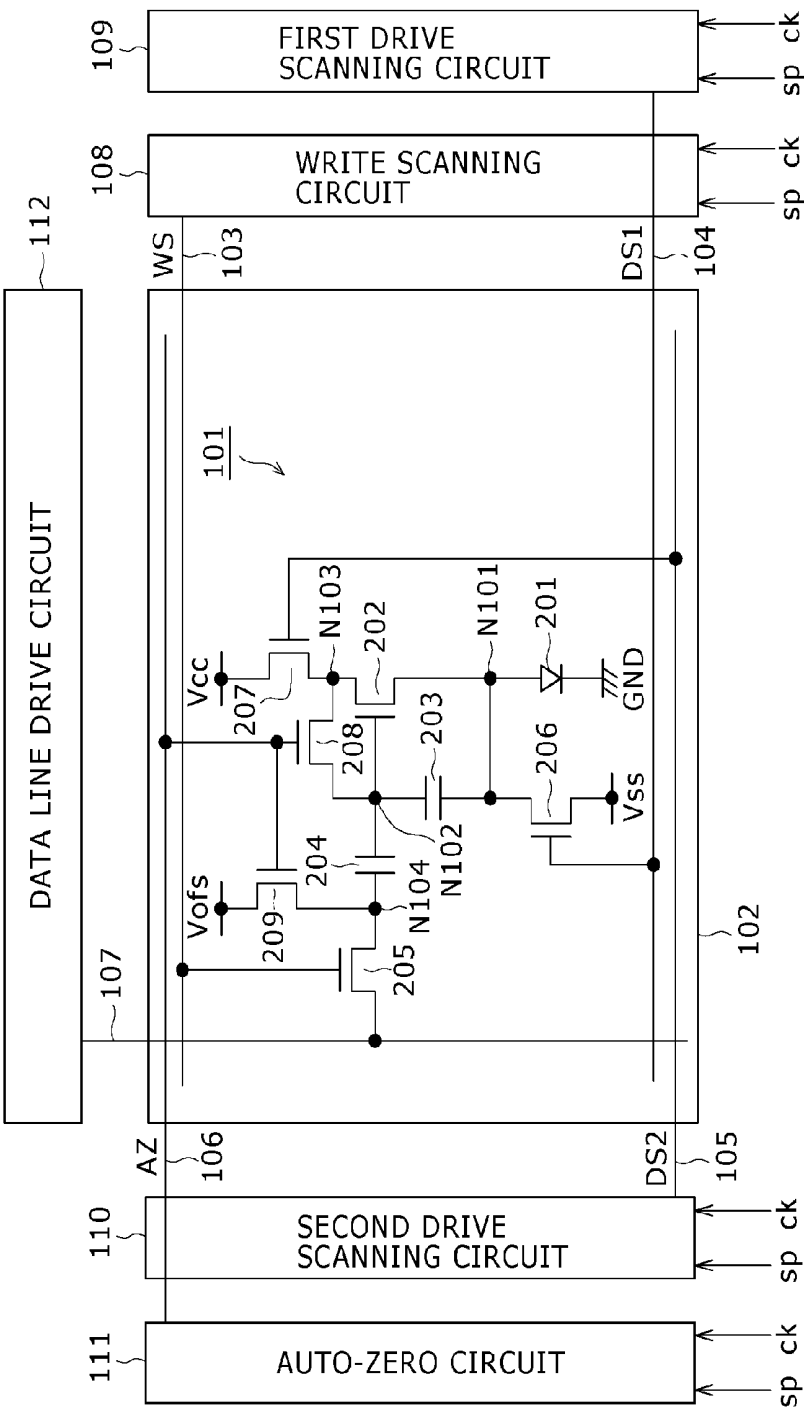 112
DATA LINE DRIVE CIRCUIT
107
111
AUTO-ZERO CIRCUIT
sp
ck
110
SECOND DRIVE
SCANNING CIRCUIT
sp
ck
AZ
106
DS2
105
WS
103
DS1
104
108
WRITE SCANNING
CIRCUIT
sp
ck
109
FIRST DRIVE
SCANNING CIRCUIT
sp
ck
101
Vofs
Vcc
209
207
N103
208
202
204
N104
N102
205
203
N101
206
201
Vss
GND
102